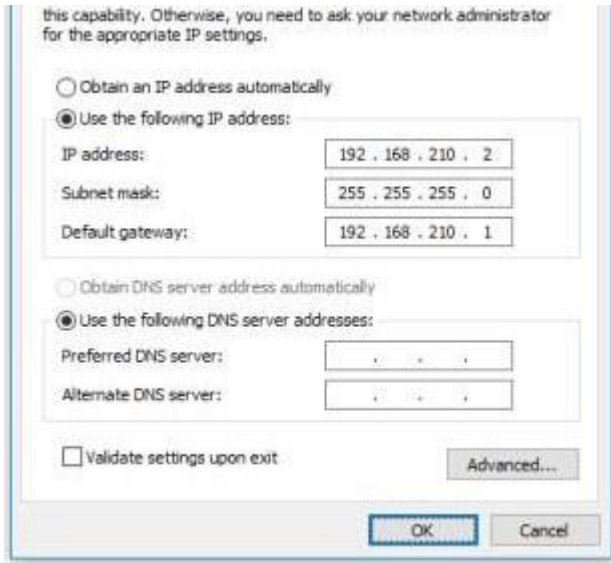 this capability. Otherwise, you need to ask your network administrator
for the appropriate IP settings.
Obtain an IP address automatically
Use the following IP address:
IP address: 192 . 168 . 210 . 2
Subnet mask: 255 . 255 . 255 . 0
Default gateway: 192 . 168 . 210 . 1
Obtain DNS server address automatically
Use the following DNS server addresses:
Preferred DNS server: . . .
Alternate DNS server: . . .
Validate settings upon exit
Advanced...
OK Cancel